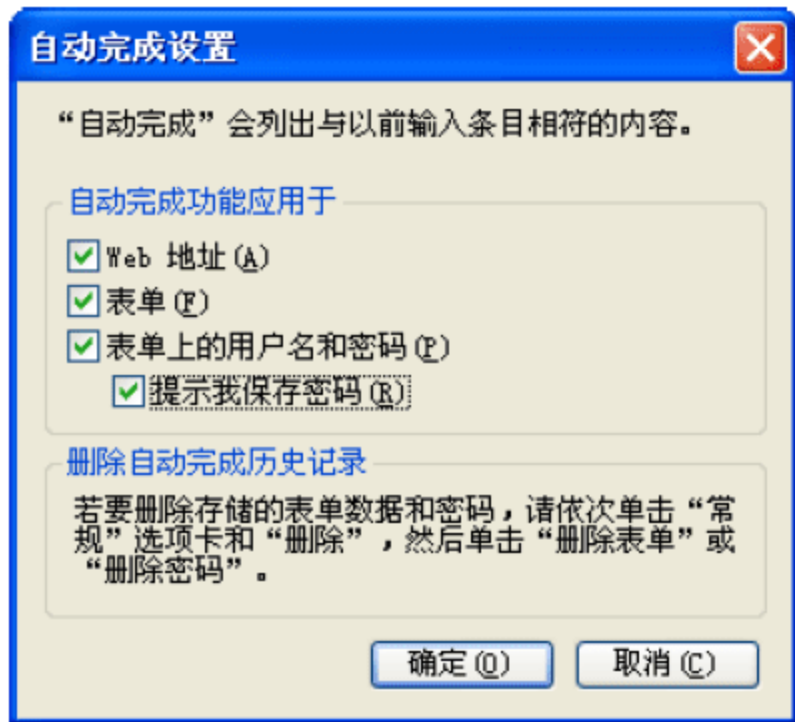 自动完成设置
“自动完成”会列出与以前输入条目相符的内容。
自动完成功能应用于
Web 地址(A)
表单(F)
表单上的用户名和密码(P)
提示我保存密码(R)
删除自动完成历史记录
若要删除存储的表单数据和密码，请依次单击“常
规”选项卡和“删除”，然后单击“删除表单”或
“删除密码”。
确定(O)
取消(C)